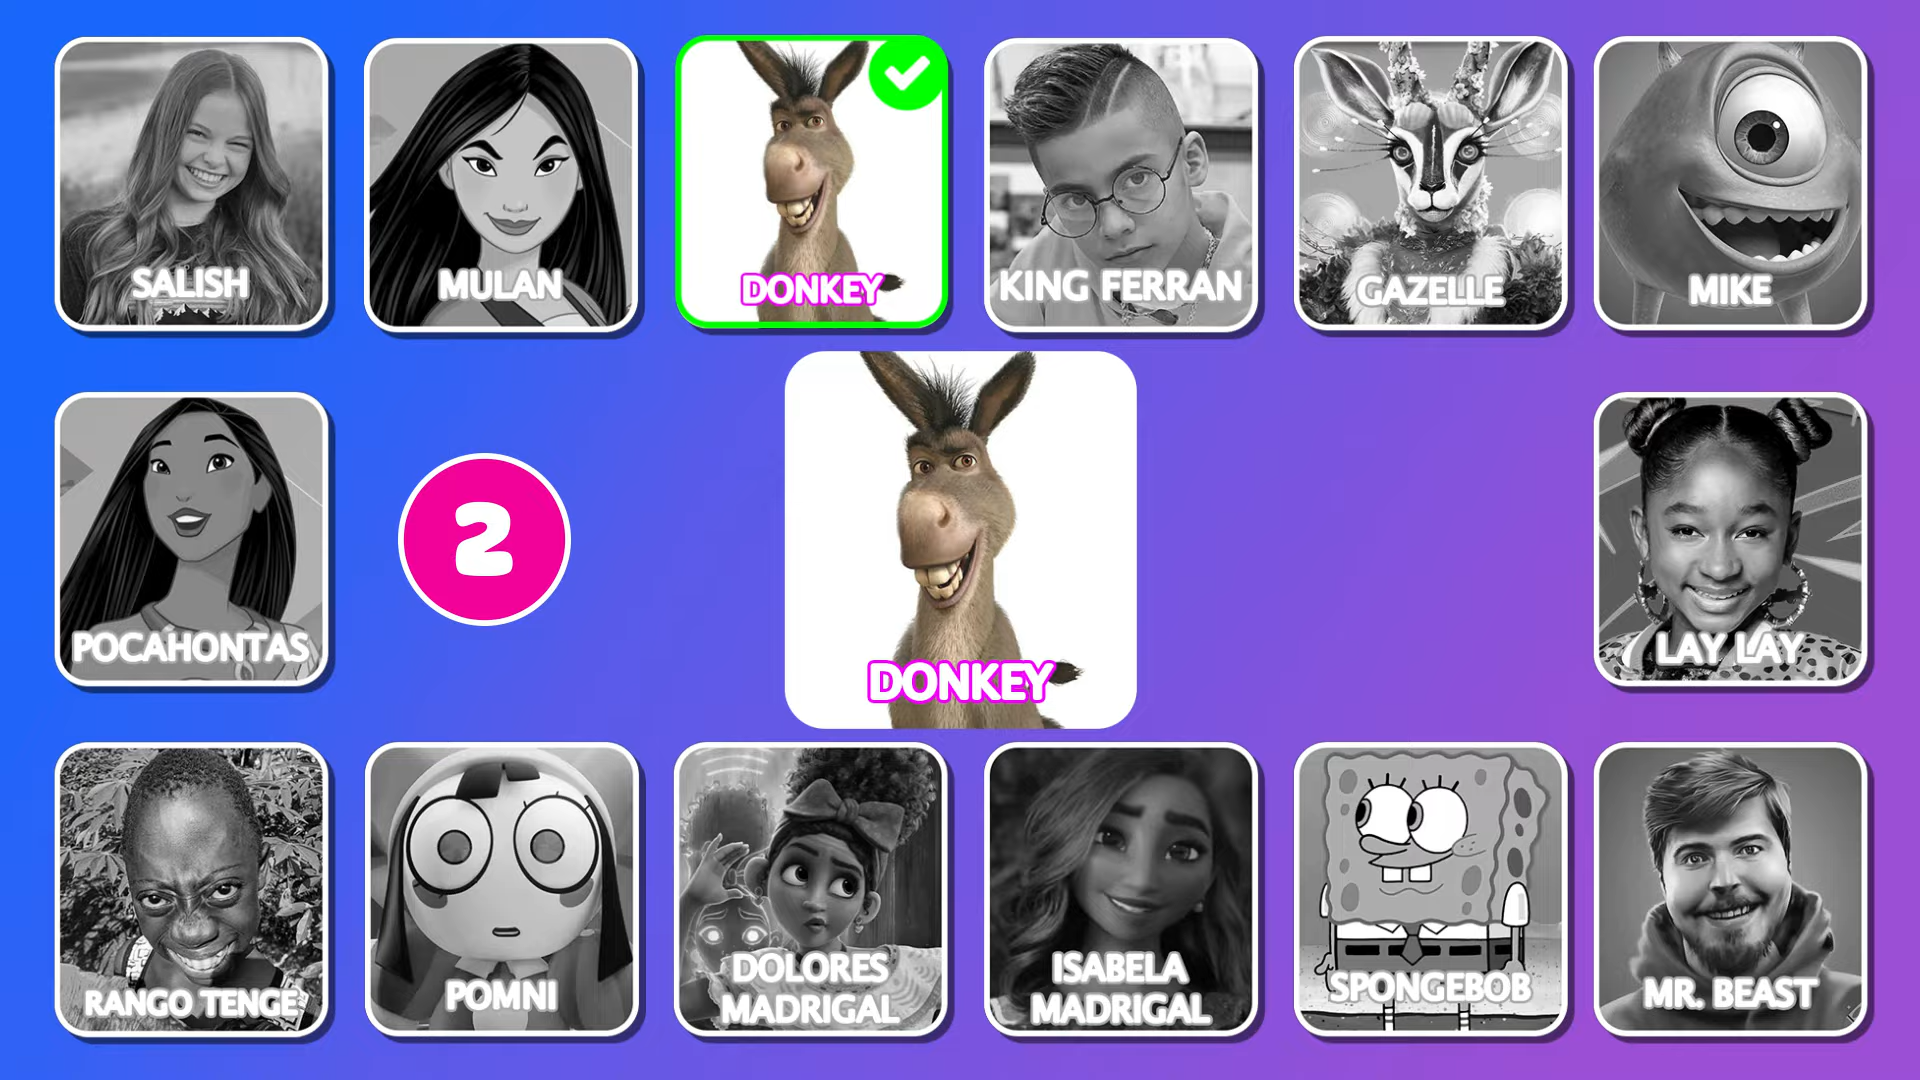 SALISH
MULAN
DONKEY
KING FERRAN
GAZELLE
MIKE
POCAHONTAS
2
DONKEY
LAY LAY
RANGO TENGE
POMNI
DOLORES
MADRIGAL
ISABELA
MADRIGAL
SPONGEBOB
MR. BEAST